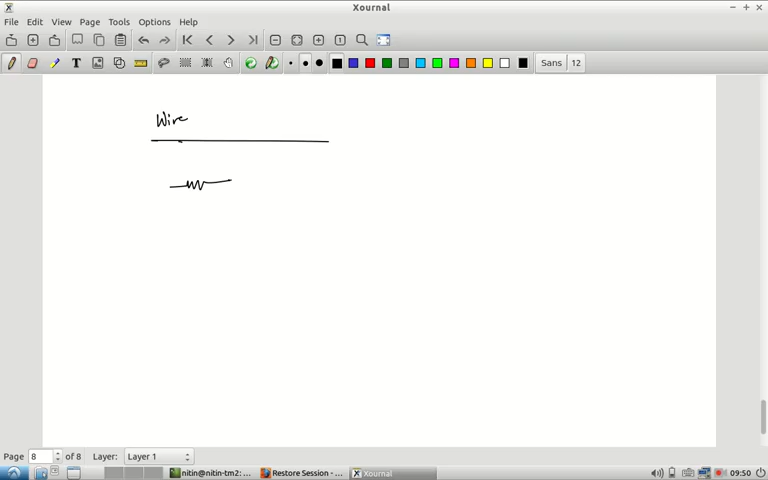 Xournal
File Edit View Page Tools Options Help
Sans 12
Wire
Page 8 of 8 Layer: Layer 1
nitin@nitin-tm2: ... Restore Session - ... Xournal 09:50